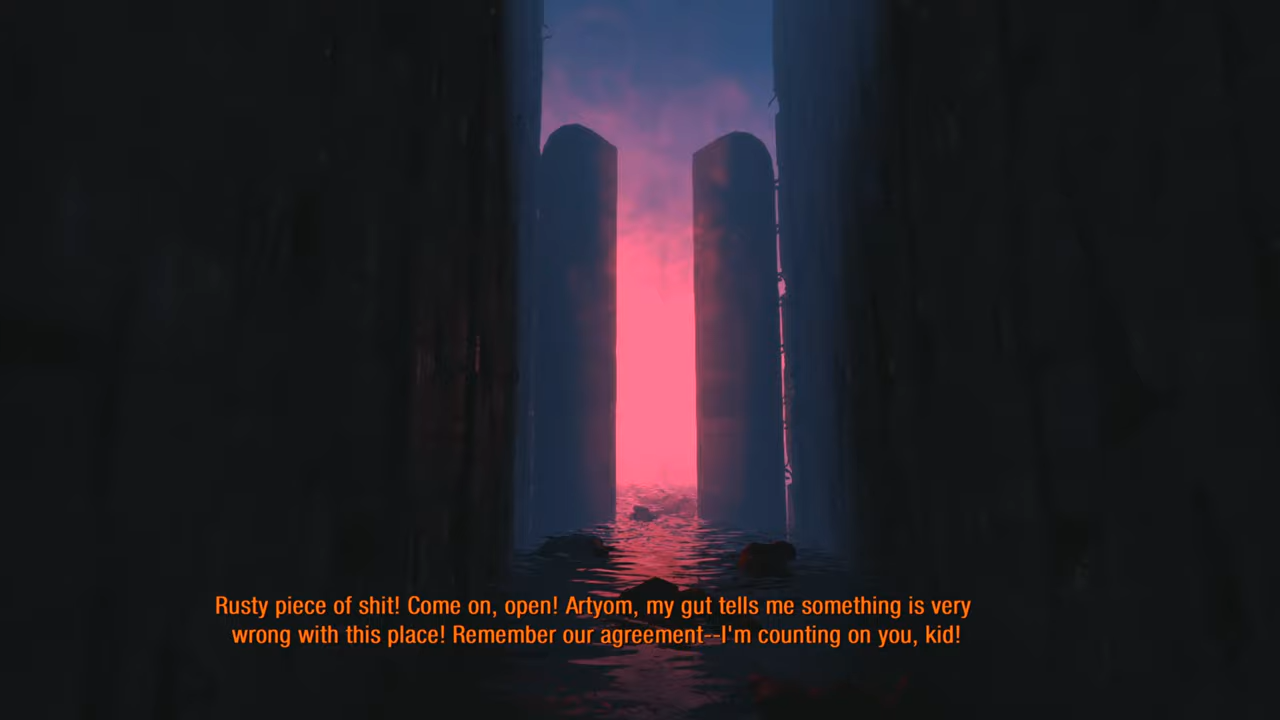 Rusty piece of shit! Come on, open! Artyom, my gut tells me something is very
wrong with this place! Remember our agreement--I'm counting on you, kid!